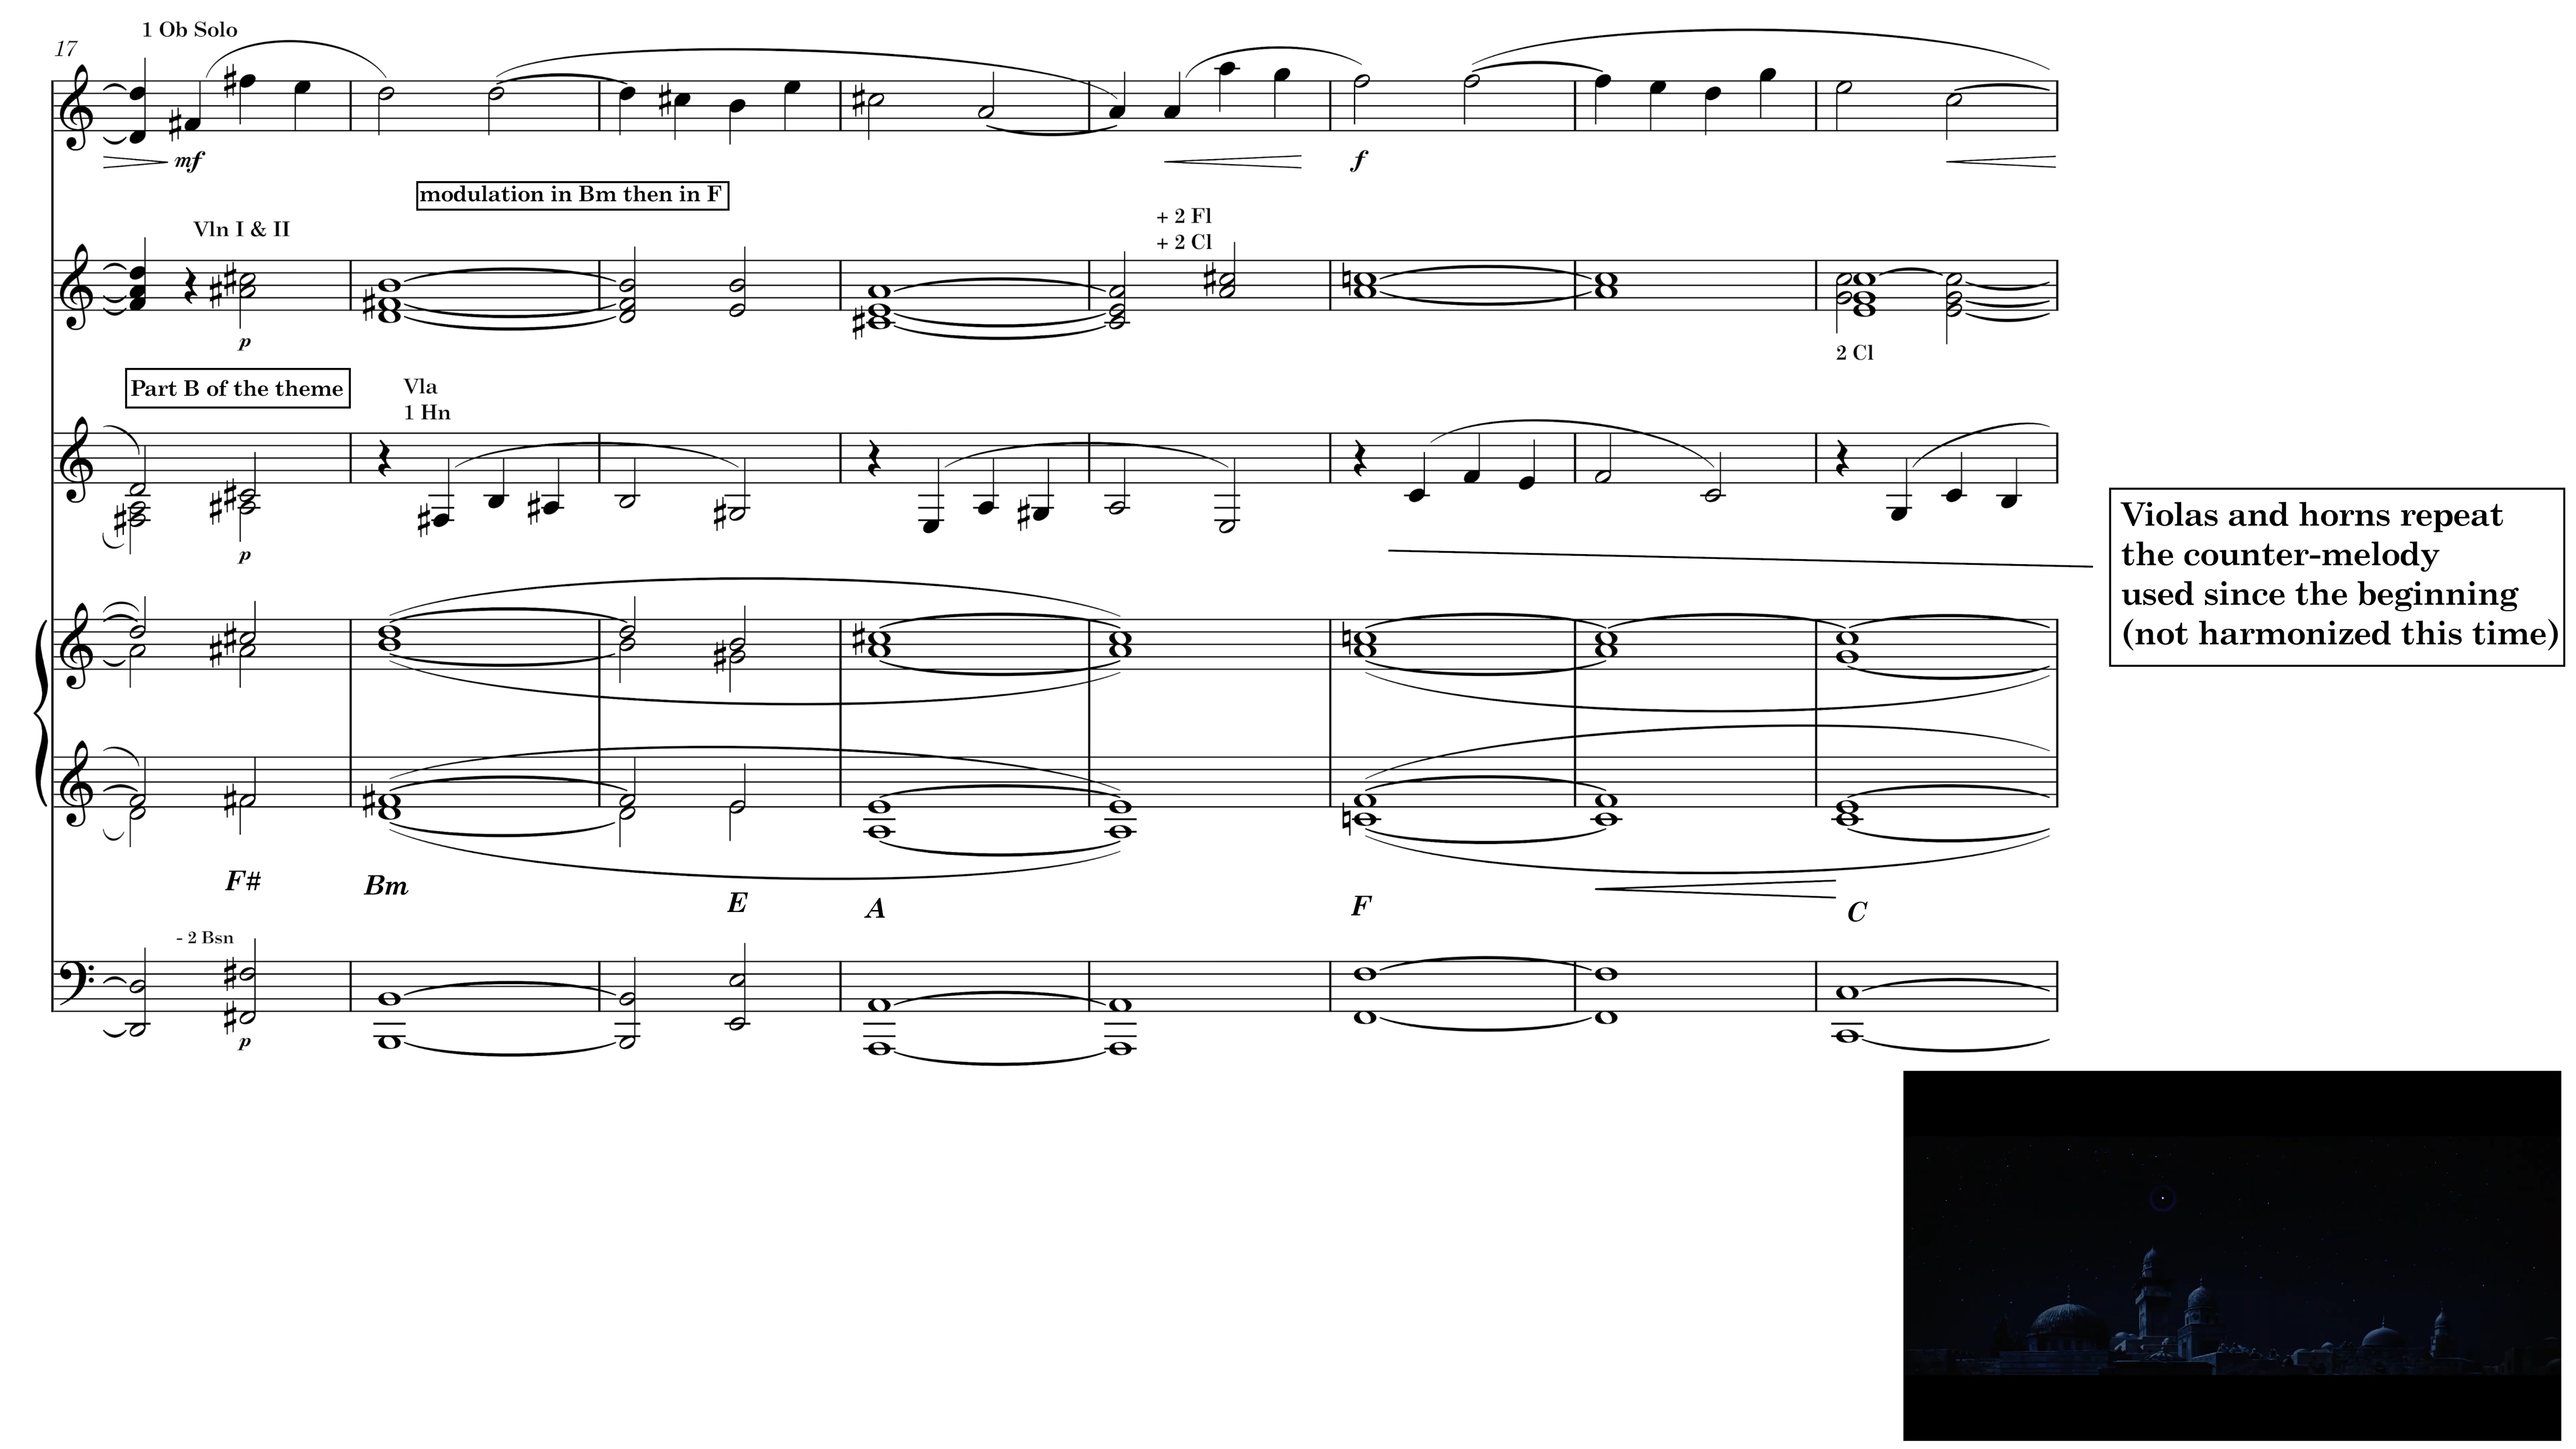 17
1 Ob Solo
mf
f
modulation in Bm then in F
Vln I & II
+ 2 Fl
+ 2 Cl
p
2 Cl
Part B of the theme
Vla
1 Hn
p
Violas and horns repeat
the counter-melody
used since the beginning
(not harmonized this time)
F# Bm E A F C
- 2 Bsn
p